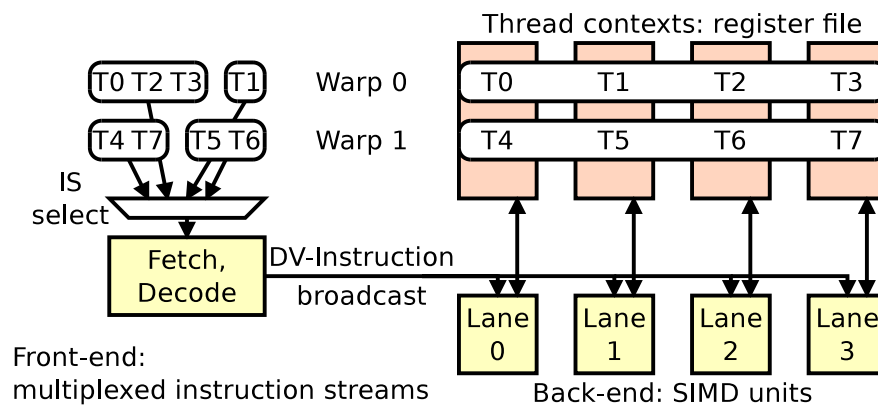 Thread contexts: register file
T0 T2 T3 T1 Warp 0 T0 T1 T2 T3
T4 T7 T5 T6 Warp 1 T4 T5 T6 T7
IS
select
Fetch,
Decode
DV-Instruction
broadcast
Lane
0
Lane
1
Lane
2
Lane
3
Front-end:
multiplexed instruction streams
Back-end: SIMD units